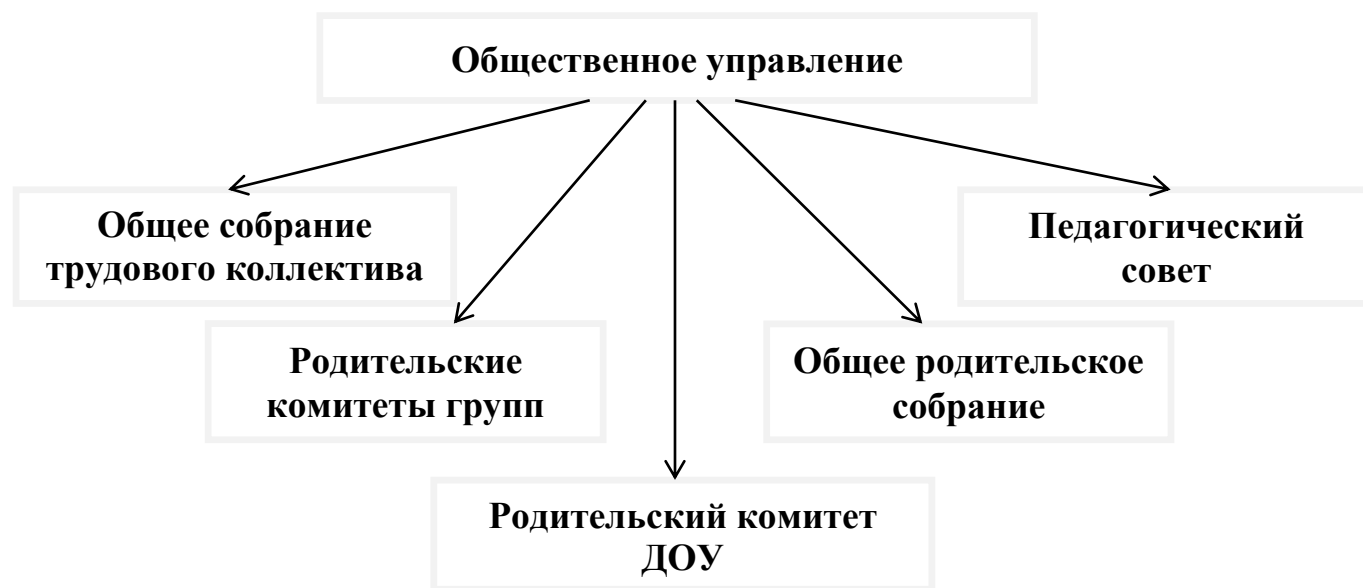 Общественное управление
Общее собрание
трудового коллектива
Педагогический
совет
Родительские
комитеты групп
Общее родительское
собрание
Родительский комитет
ДОУ